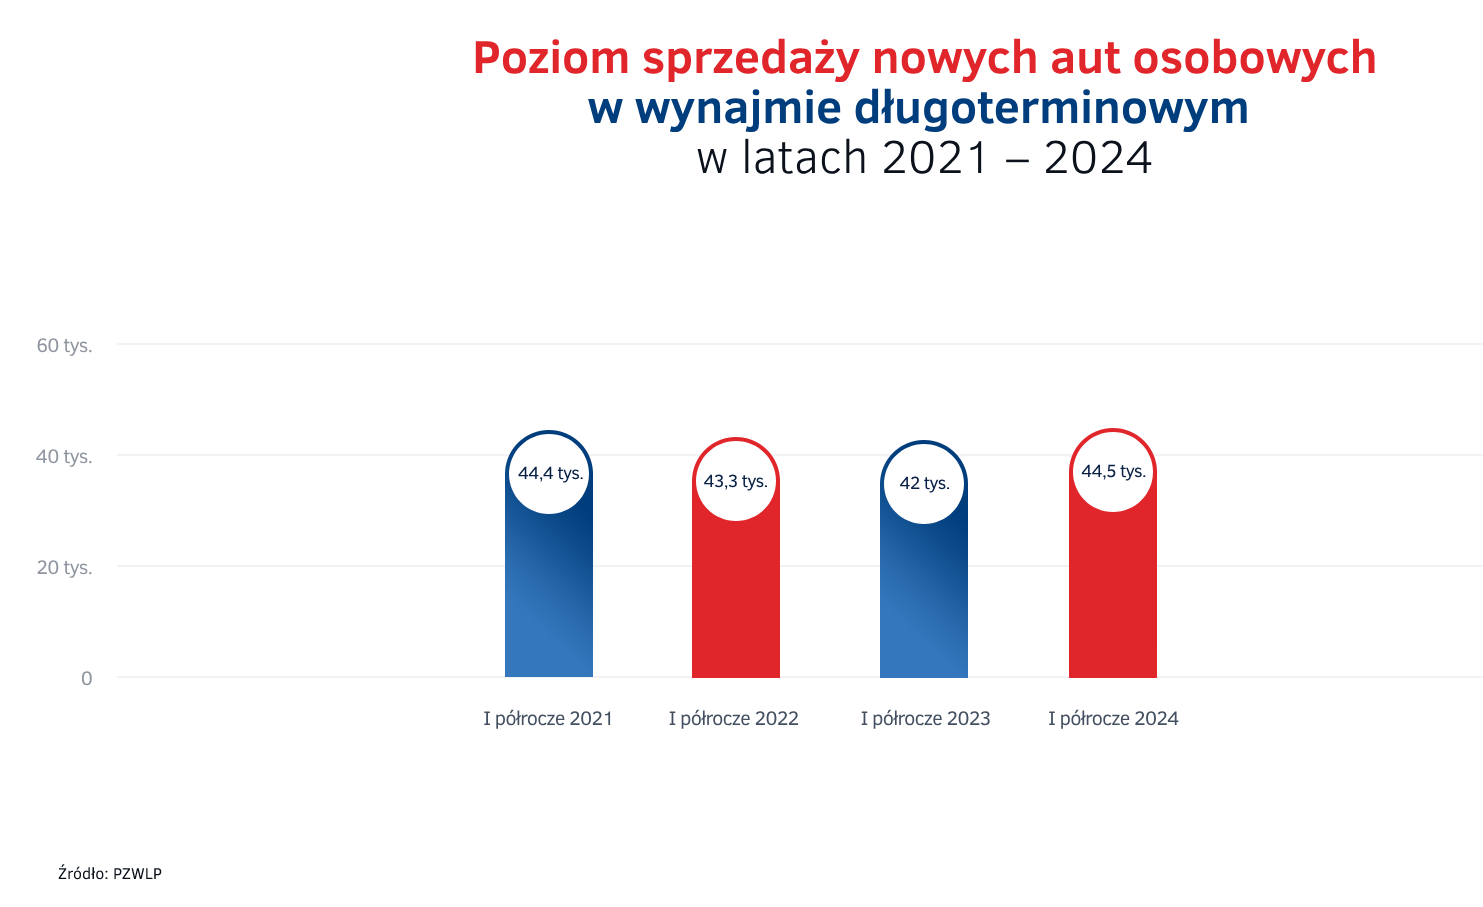 Poziom sprzedaży nowych aut osobowych
w wynajmie długoterminowym
w latach 2021 – 2024
60 tys.
40 tys.
20 tys.
0
44,4 tys.
43,3 tys.
42 tys.
44,5 tys.
I półrocze 2021
I półrocze 2022
I półrocze 2023
I półrocze 2024
Źródło: PZWLP